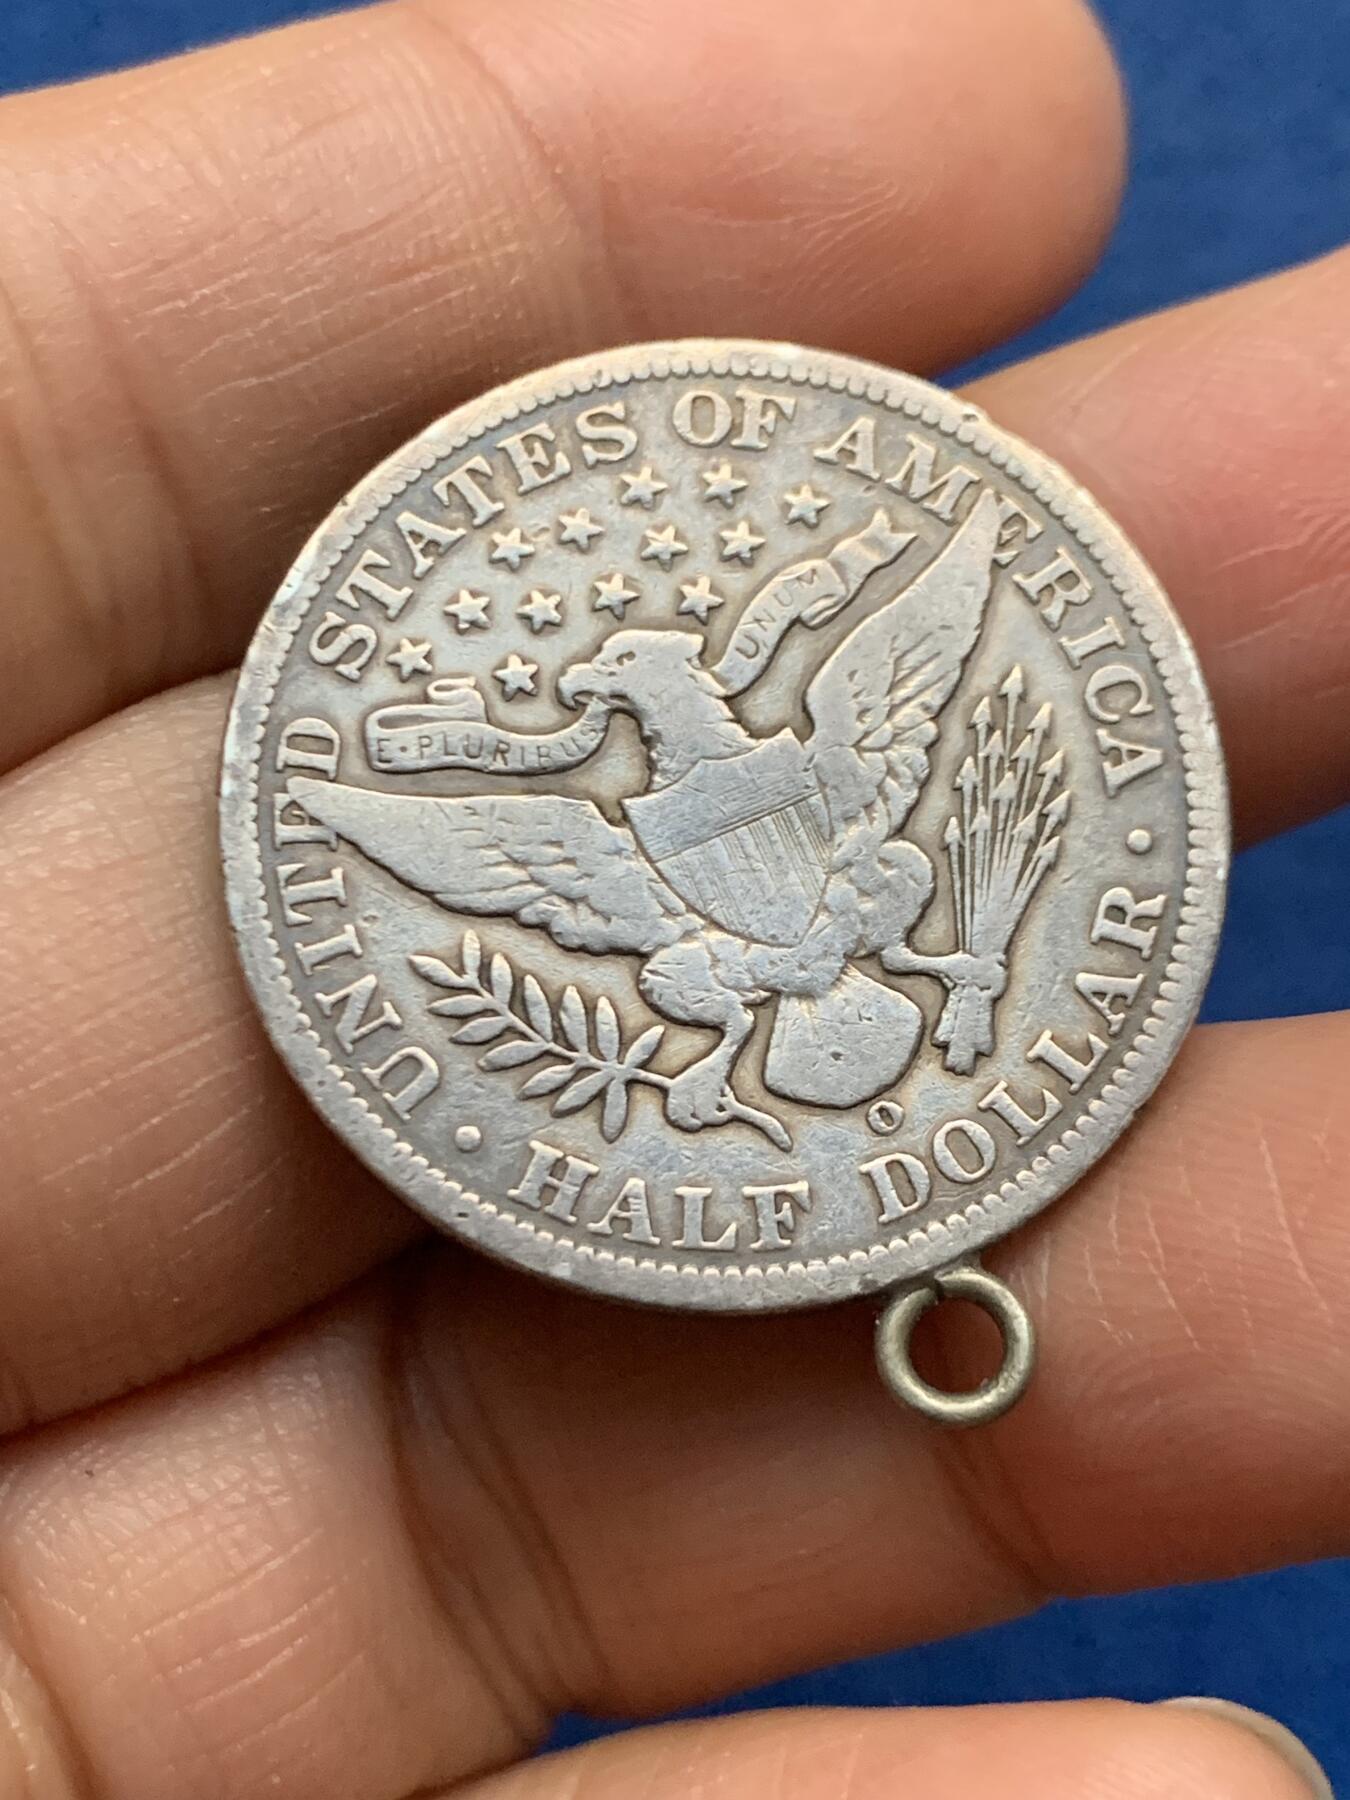 UNITED STATES OF AMERICA
E·PLURIBUS
UNUM
O
· HALF DOLLAR ·